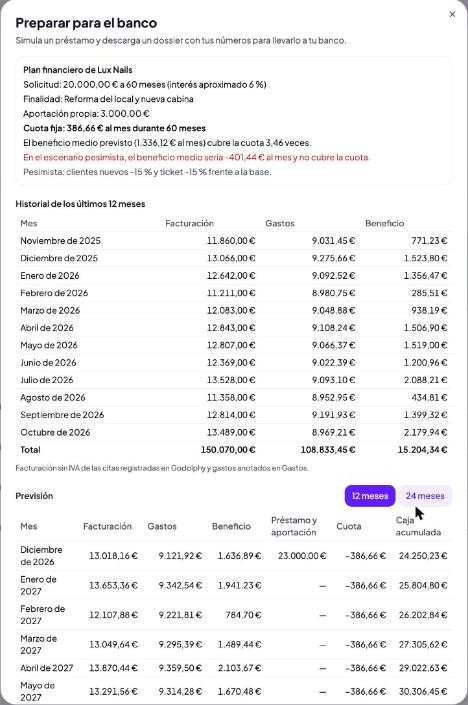 Preparar para el banco
×
Simula un préstamo y descarga un dossier con tus números para llevarlo a tu banco.
Plan financiero de Lux Nails
Solicitud: 20.000,00 € a 60 meses (interés aproximado 6 %)
Finalidad: Reforma del local y nueva cabina
Aportación propia: 3.000,00 €
Cuota fija: 386,66 € al mes durante 60 meses
El beneficio medio previsto (1.336,12 € al mes) cubre la cuota 3,46 veces.
En el escenario pesimista, el beneficio medio sería -401,44 € al mes y no cubre la cuota.
Pesimista: clientes nuevos -15 % y ticket -15 % frente a la base.
Historial de los últimos 12 meses
Mes Facturación Gastos Beneficio
Noviembre de 2025 11.860,00 € 9.031,45 € 771,23 €
Diciembre de 2025 13.066,00 € 9.275,66 € 1.523,80 €
Enero de 2026 12.642,00 € 9.092,52 € 1.356,47 €
Febrero de 2026 11.211,00 € 8.980,75 € 285,51 €
Marzo de 2026 12.083,00 € 9.048,88 € 938,19 €
Abril de 2026 12.843,00 € 9.108,24 € 1.506,90 €
Mayo de 2026 12.807,00 € 9.066,37 € 1.519,00 €
Junio de 2026 12.369,00 € 9.022,39 € 1.200,96 €
Julio de 2026 13.528,00 € 9.093,10 € 2.088,21 €
Agosto de 2026 11.358,00 € 8.952,95 € 434,81 €
Septiembre de 2026 12.814,00 € 9.191,93 € 1.399,32 €
Octubre de 2026 13.489,00 € 8.969,21 € 2.179,94 €
Total 150.070,00 € 108.833,45 € 15.204,34 €
Facturación sin IVA de las citas registradas en Godolphy y gastos anotados en Gastos.
Previsión 12 meses 24 meses
Mes Facturación Gastos Beneficio Préstamo y aportación Cuota Caja acumulada
Diciembre de 2026 13.018,16 € 9.121,92 € 1.636,89 € 23.000,00 € −386,66 € 24.250,23 €
Enero de 2027 13.653,36 € 9.342,54 € 1.941,23 € — −386,66 € 25.804,80 €
Febrero de 2027 12.107,88 € 9.221,81 € 784,70 € — −386,66 € 26.202,84 €
Marzo de 2027 13.049,64 € 9.295,39 € 1.489,44 € — −386,66 € 27.305,62 €
Abril de 2027 13.870,44 € 9.359,50 € 2.103,67 € — −386,66 € 29.022,63 €
Mayo de 2027 13.291,56 € 9.314,28 € 1.670,48 € — −386,66 € 30.306,45 €